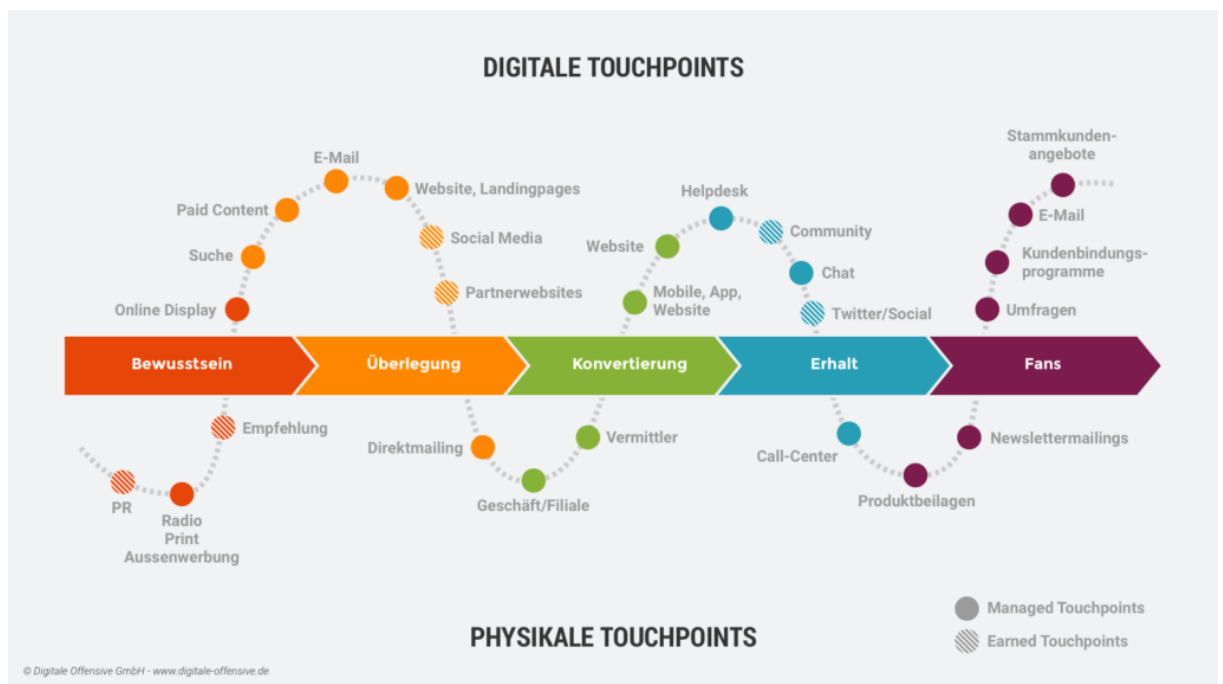 DIGITALE TOUCHPOINTS
Stammkunden-
angebote
E-Mail
Website, Landingpages
Helpdesk
Paid Content
E-Mail
Social Media
Website
Community
Suche
Kundenbindungs-
programme
Chat
Partnerwebsites
Mobile, App,
Website
Online Display
Twitter/Social
Umfragen
Bewusstsein
Überlegung
Konvertierung
Erhalt
Fans
Empfehlung
Direktmailing
Vermittler
Call-Center
Newslettermailings
PR
Geschäft/Filiale
Produktbeilagen
Radio
Print
Aussenwerbung
Managed Touchpoints
PHYSIKALE TOUCHPOINTS
Earned Touchpoints
© Digitale Offensive GmbH - www.digitale-offensive.de